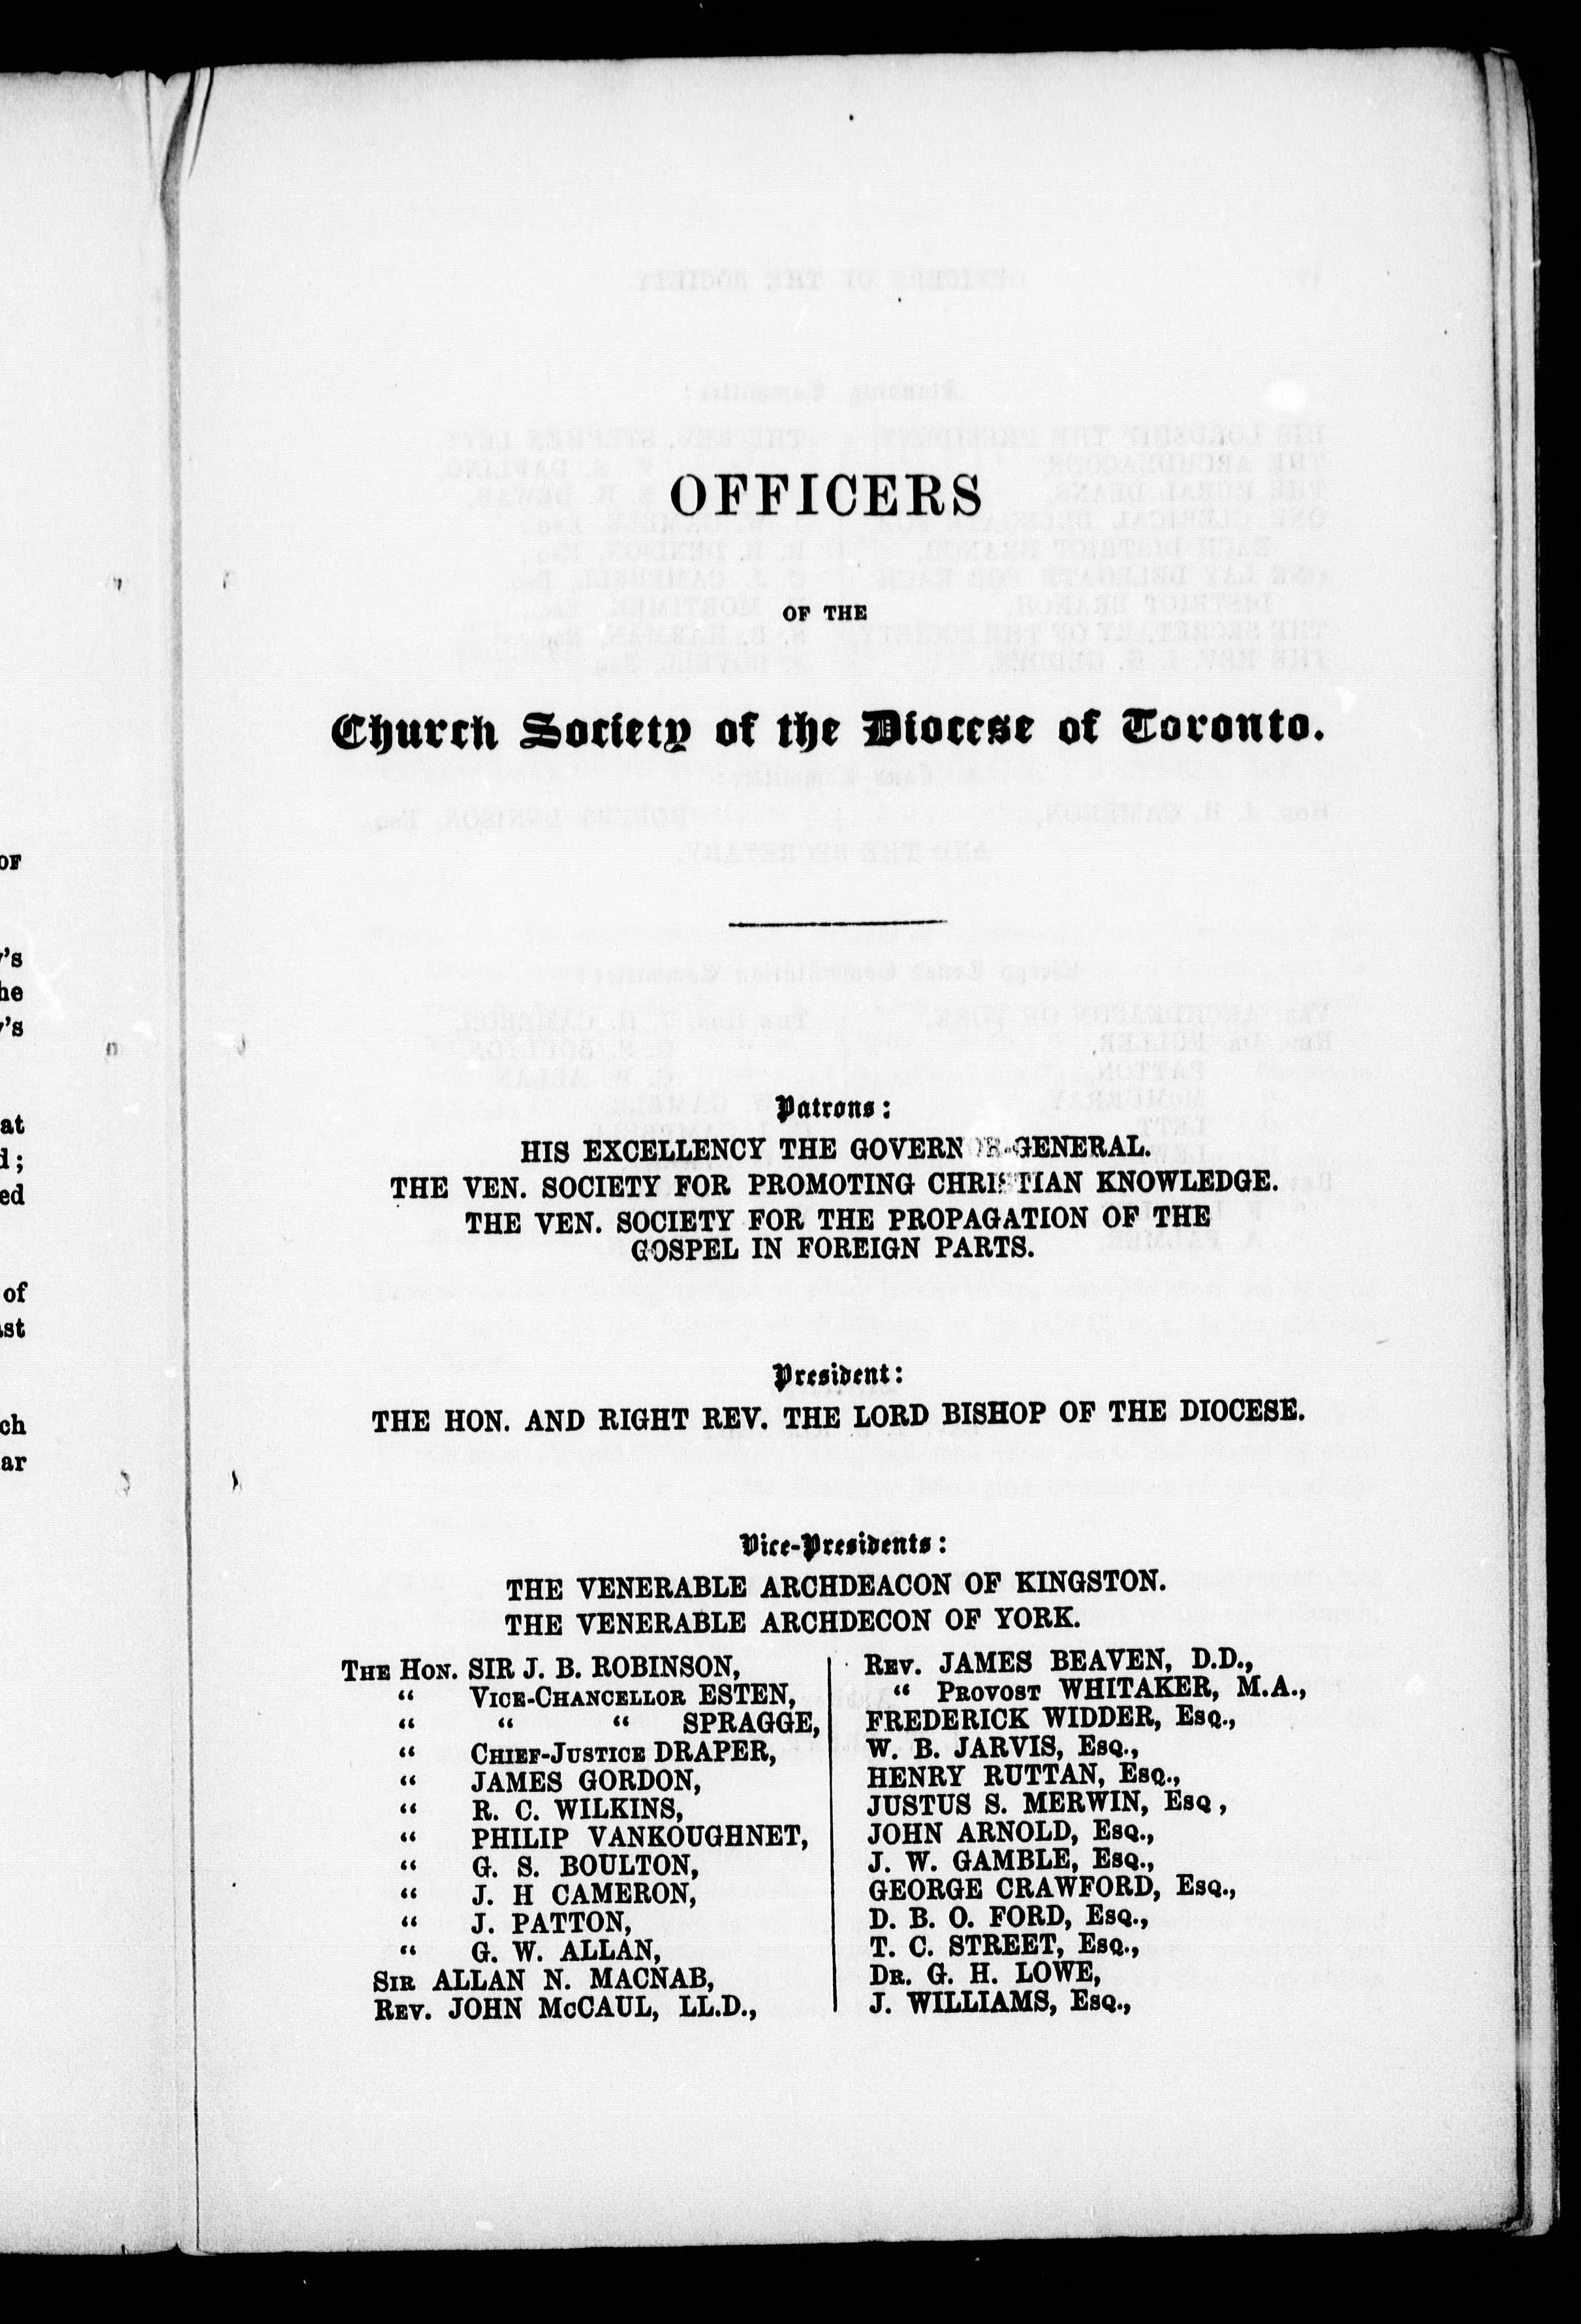 OFFICERS
OF THE
Church Society of the Diocese of Toronto.
Patrons:
HIS EXCELLENCY THE GOVERNOR-GENERAL.
THE VEN. SOCIETY FOR PROMOTING CHRISTIAN KNOWLEDGE.
THE VEN. SOCIETY FOR THE PROPAGATION OF THE
GOSPEL IN FOREIGN PARTS.
President:
THE HON. AND RIGHT REV. THE LORD BISHOP OF THE DIOCESE.
Vice-Presidents:
THE VENERABLE ARCHDEACON OF KINGSTON.
THE VENERABLE ARCHDECON OF YORK.
THE HON. SIR J. B. ROBINSON,
“ VICE-CHANCELLOR ESTEN,
“ “ “ SPRAGGE,
“ CHIEF-JUSTICE DRAPER,
“ JAMES GORDON,
“ R. C. WILKINS,
“ PHILIP VANKOUGHNET,
“ G. S. BOULTON,
“ J. H CAMERON,
“ J. PATTON,
“ G. W. ALLAN,
SIR ALLAN N. MACNAB,
REV. JOHN McCAUL, LL.D.,
REV. JAMES BEAVEN, D.D.,
“ PROVOST WHITAKER, M.A.,
FREDERICK WIDDER, ESQ.,
W. B. JARVIS, ESQ.,
HENRY RUTTAN, ESQ.,
JUSTUS S. MERWIN, ESQ ,
JOHN ARNOLD, ESQ.,
J. W. GAMBLE, ESQ.,
GEORGE CRAWFORD, ESQ.,
D. B. O. FORD, ESQ.,
T. C. STREET, ESQ.,
DR. G. H. LOWE,
J. WILLIAMS, ESQ.,